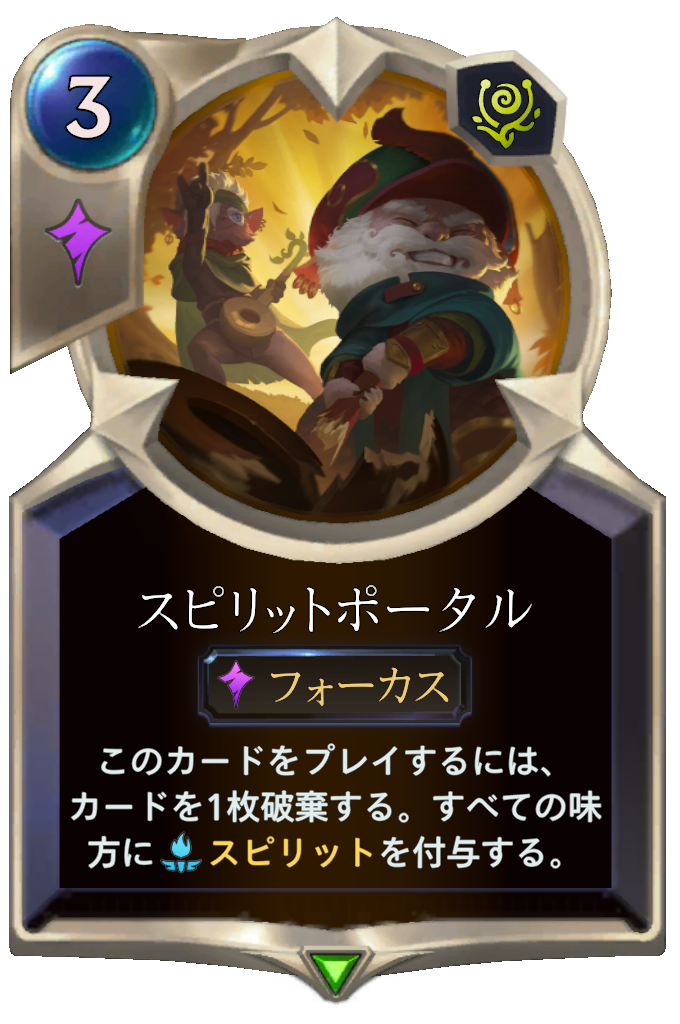 3
スピリットポータル
フォーカス
このカードをプレイするには、
カードを1枚破棄する。すべての味
方にスピリットを付与する。